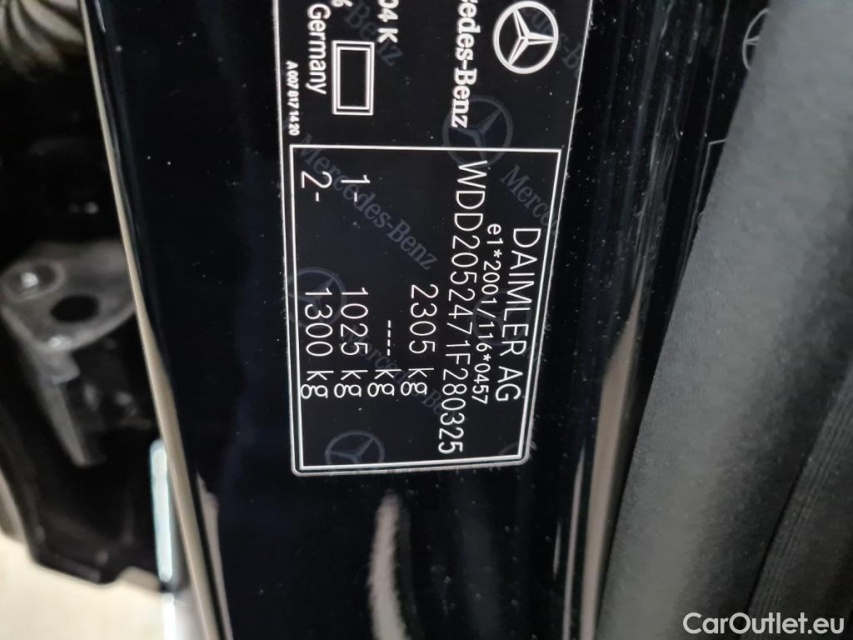 Mercedes-Benz
04 K
Germany
A 007 817 14 20
DAIMLER AG
e1*2001/116*0457
WDD2052471F280325
2305 kg
---- kg
1- 1025 kg
2- 1300 kg
CarOutlet.eu